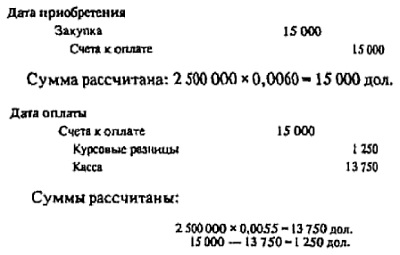 Дата приобретения
Закупка 15 000
Счета к оплате 15 000
Сумма рассчитана: 2 500 000 × 0,0060 = 15 000 дол.
Дата оплаты
Счета к оплате 15 000
Курсовые разницы 1 250
Касса 13 750
Суммы рассчитаны:
2 500 000 × 0,0055 = 13 750 дол.
15 000 — 13 750 = 1 250 дол.